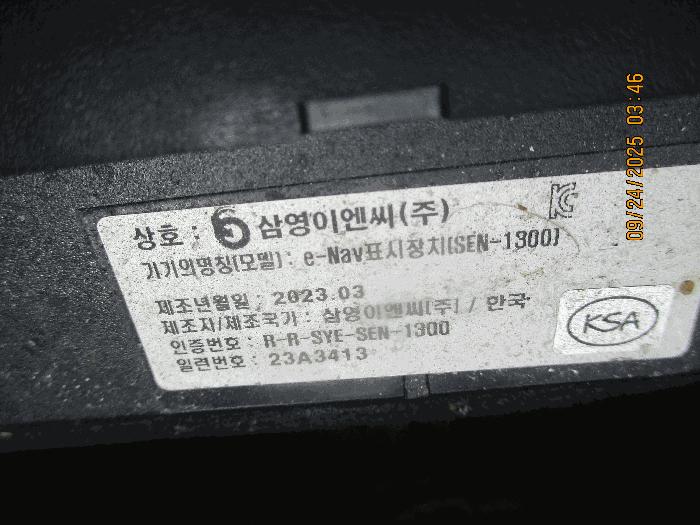 상호 : 삼영이엔씨(주)
기기의명칭(모델) : e-Nav표시장치(SEN-1300)
제조년월일 : 2023.03
제조자/제조국가 : 삼영이엔씨(주) / 한국
인증번호 : R-R-SYE-SEN-1300
일련번호 : 23A3413
KSA
09/24/2025 03:46